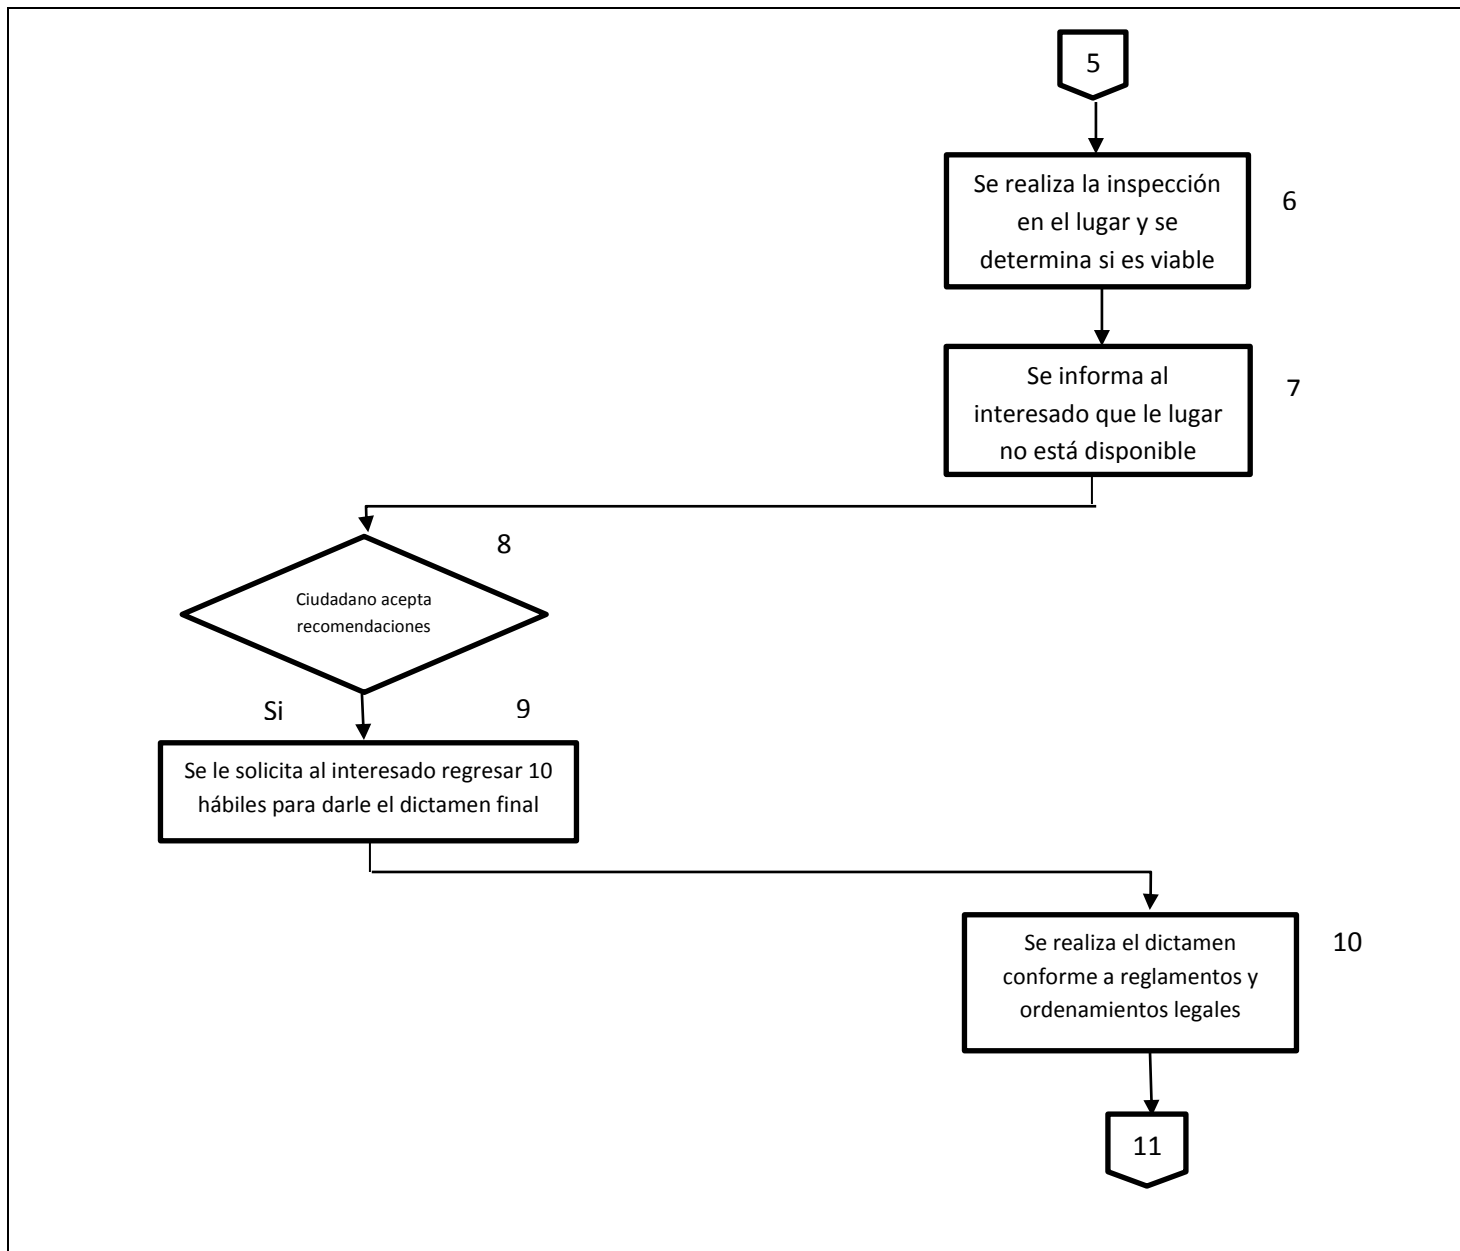 5
Se realiza la inspección
en el lugar y se
determina si es viable
6
Se informa al
interesado que le lugar
no está disponible
7
8
Ciudadano acepta
recomendaciones
Si
9
Se le solicita al interesado regresar 10
hábiles para darle el dictamen final
Se realiza el dictamen
conforme a reglamentos y
ordenamientos legales
10
11